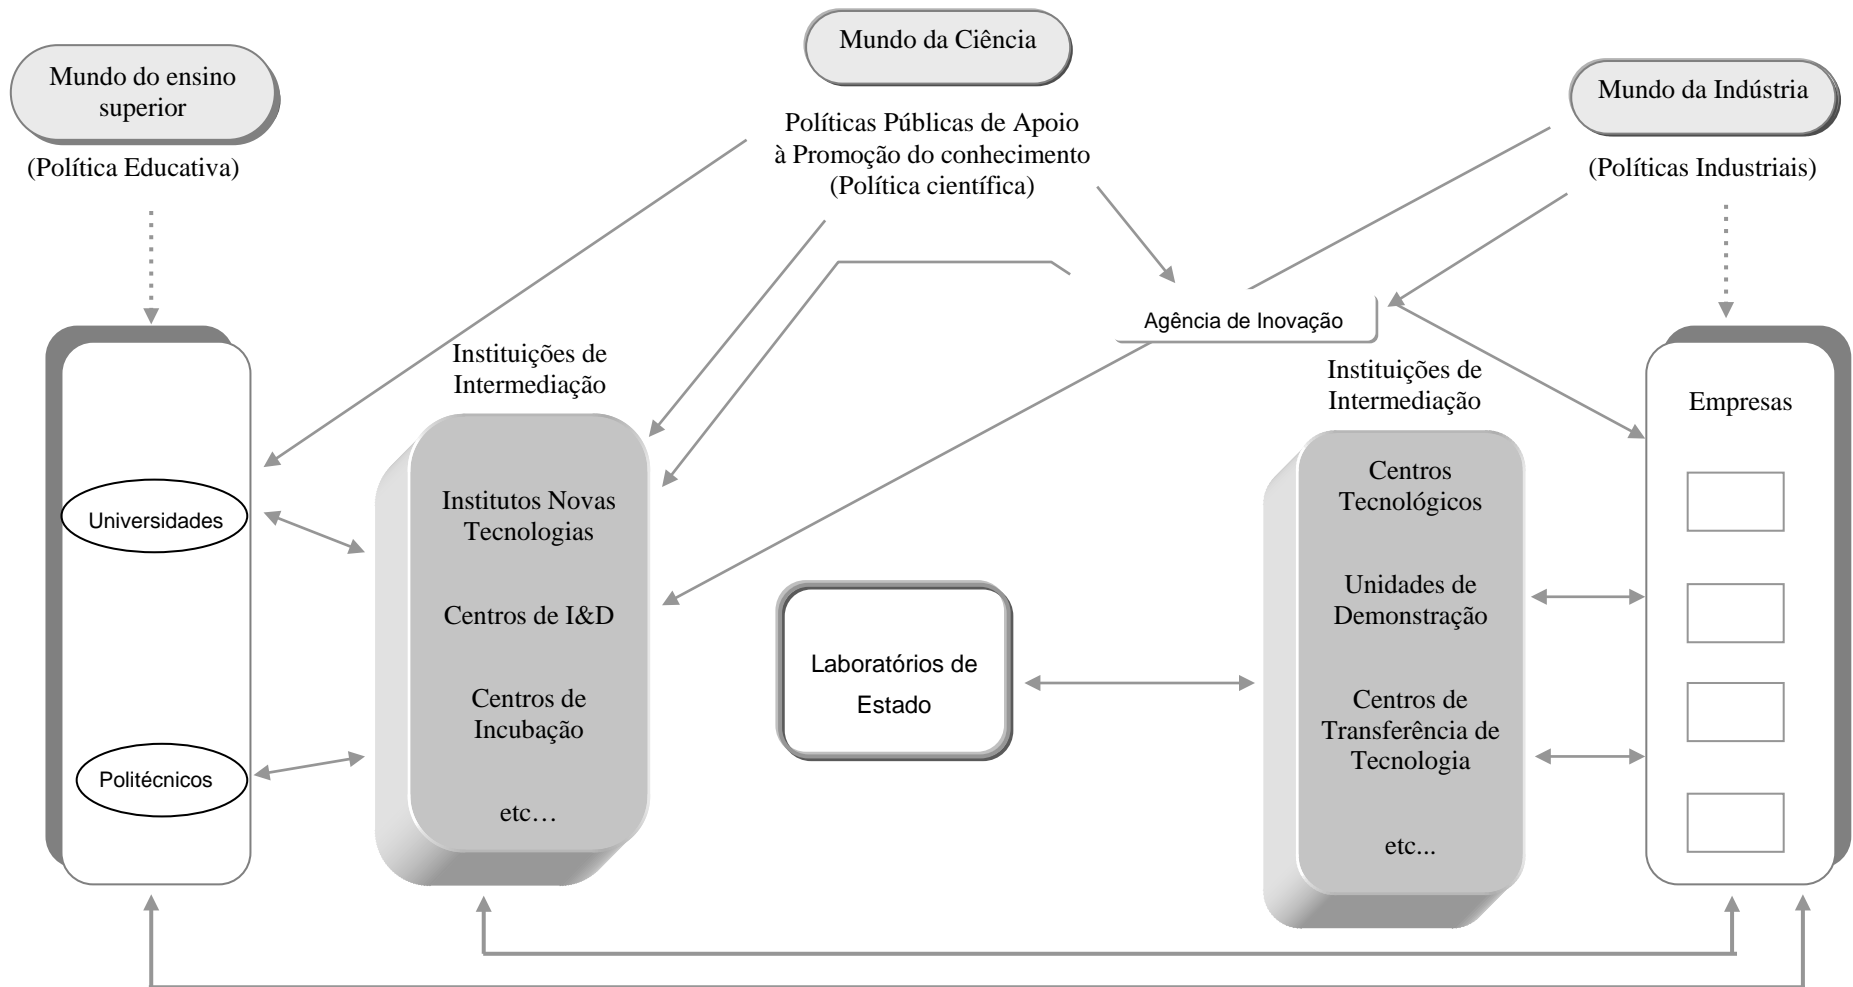 Mundo do ensino
superior
(Política Educativa)
Mundo da Ciência
Políticas Públicas de Apoio
à Promoção do conhecimento
(Política científica)
Mundo da Indústria
(Políticas Industriais)
Agência de Inovação
Instituições de
Intermediação
Instituições de
Intermediação
Universidades
Politécnicos
Institutos Novas
Tecnologias
Centros de I&D
Centros de
Incubação
etc…
Laboratórios de
Estado
Centros
Tecnológicos
Unidades de
Demonstração
Centros de
Transferência de
Tecnologia
etc...
Empresas